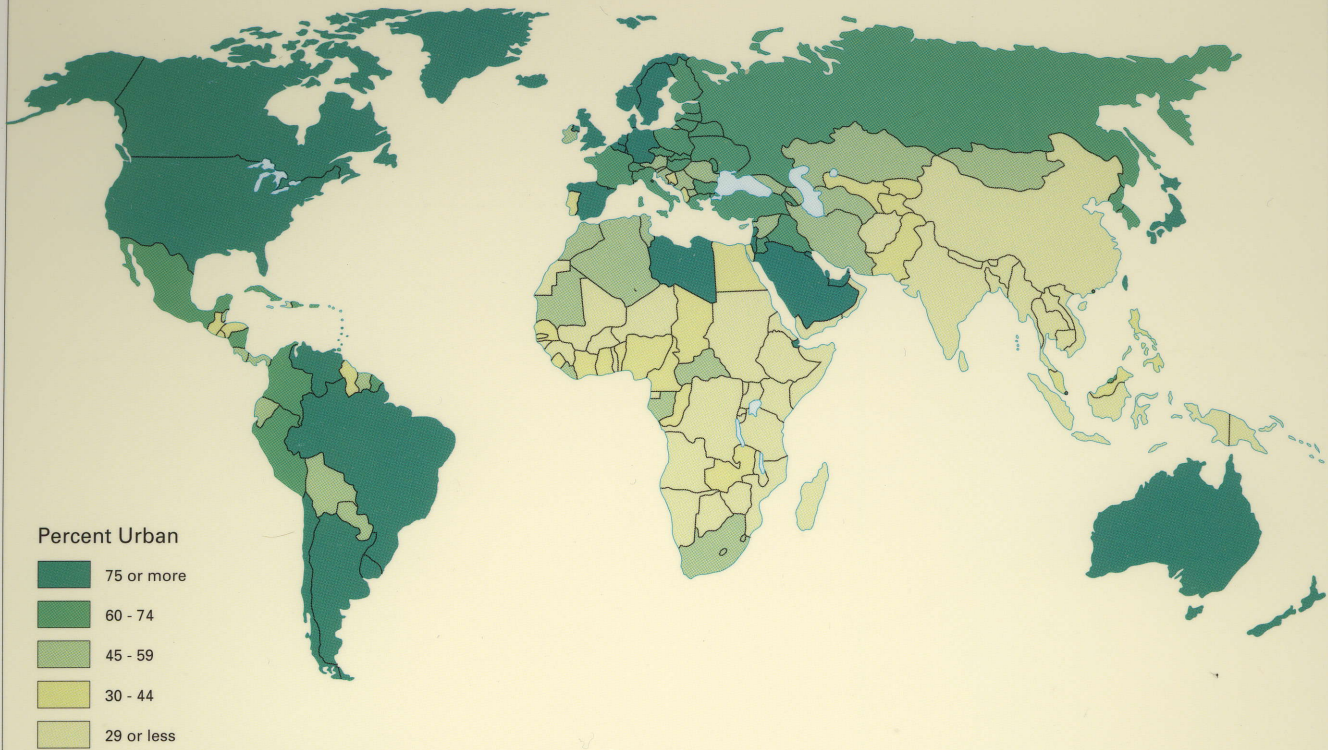 Percent Urban
75 or more
60 - 74
45 - 59
30 - 44
29 or less